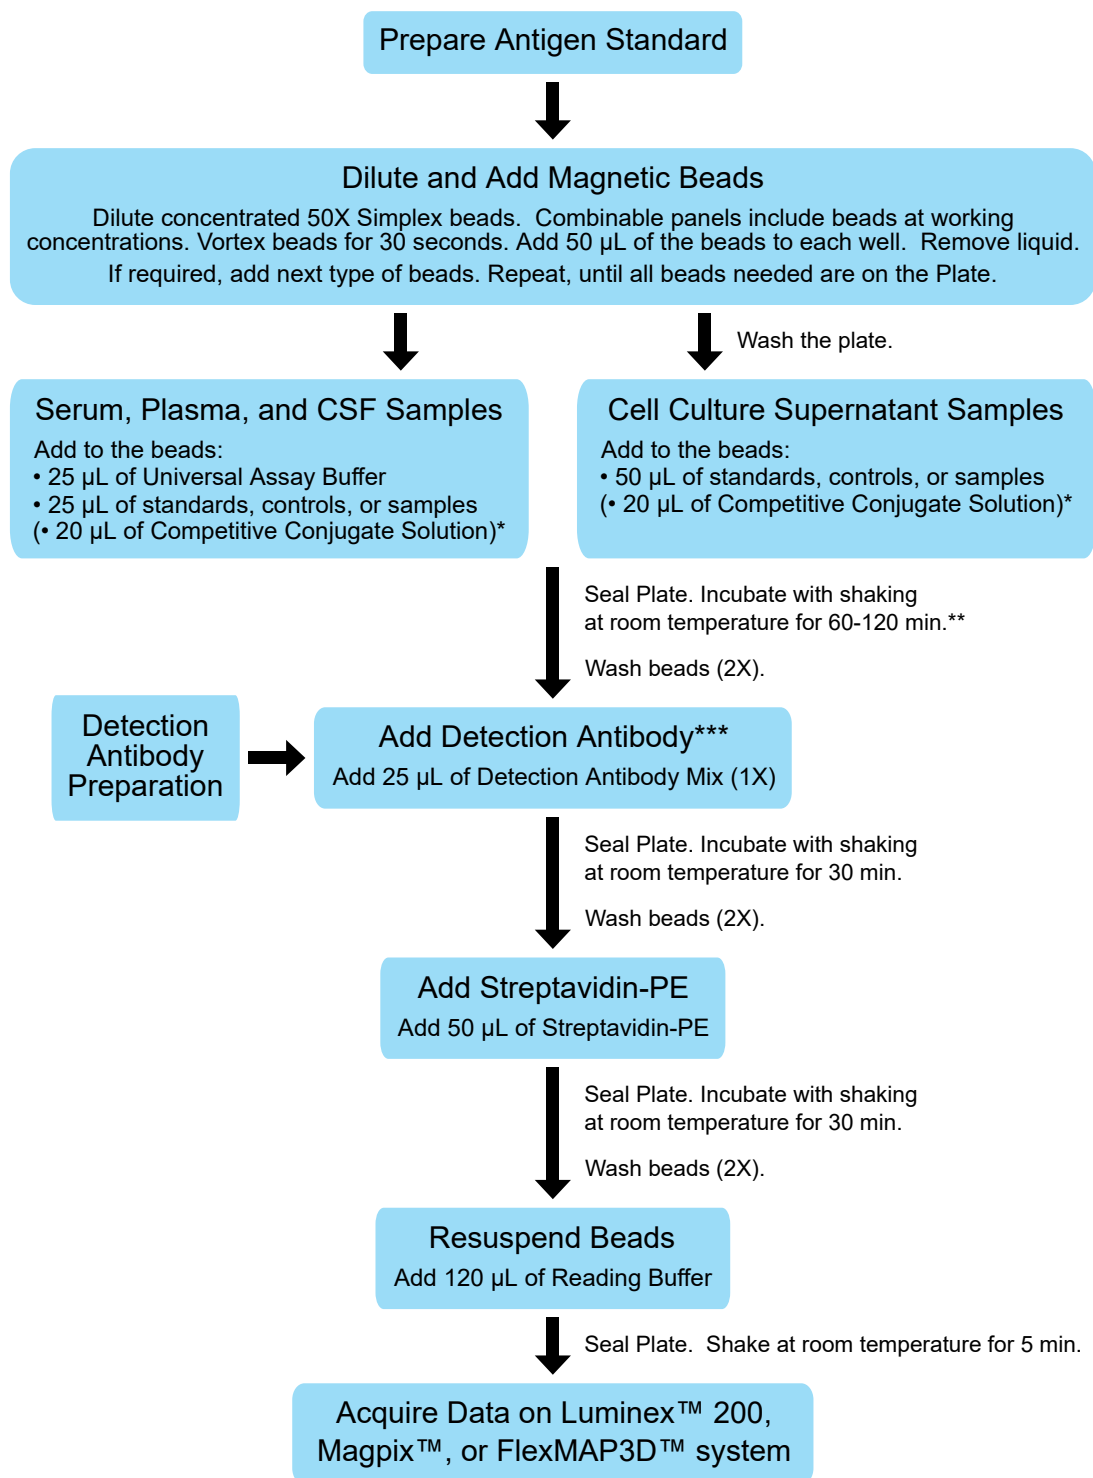 Prepare Antigen Standard
Dilute and Add Magnetic Beads
Dilute concentrated 50X Simplex beads.  Combinable panels include beads at working
concentrations. Vortex beads for 30 seconds. Add 50 µL of the beads to each well.  Remove liquid.
If required, add next type of beads. Repeat, until all beads needed are on the Plate.
Wash the plate.
Serum, Plasma, and CSF Samples
Add to the beads:
• 25 µL of Universal Assay Buffer
• 25 µL of standards, controls, or samples
(• 20 µL of Competitive Conjugate Solution)*
Cell Culture Supernatant Samples
Add to the beads:
• 50 µL of standards, controls, or samples
(• 20 µL of Competitive Conjugate Solution)*
Seal Plate. Incubate with shaking
at room temperature for 60-120 min.**
Wash beads (2X).
Detection
Antibody
Preparation
Add Detection Antibody***
Add 25 µL of Detection Antibody Mix (1X)
Seal Plate. Incubate with shaking
at room temperature for 30 min.
Wash beads (2X).
Add Streptavidin-PE
Add 50 µL of Streptavidin-PE
Seal Plate. Incubate with shaking
at room temperature for 30 min.
Wash beads (2X).
Resuspend Beads
Add 120 µL of Reading Buffer
Seal Plate.  Shake at room temperature for 5 min.
Acquire Data on Luminex™ 200,
Magpix™, or FlexMAP3D™ system